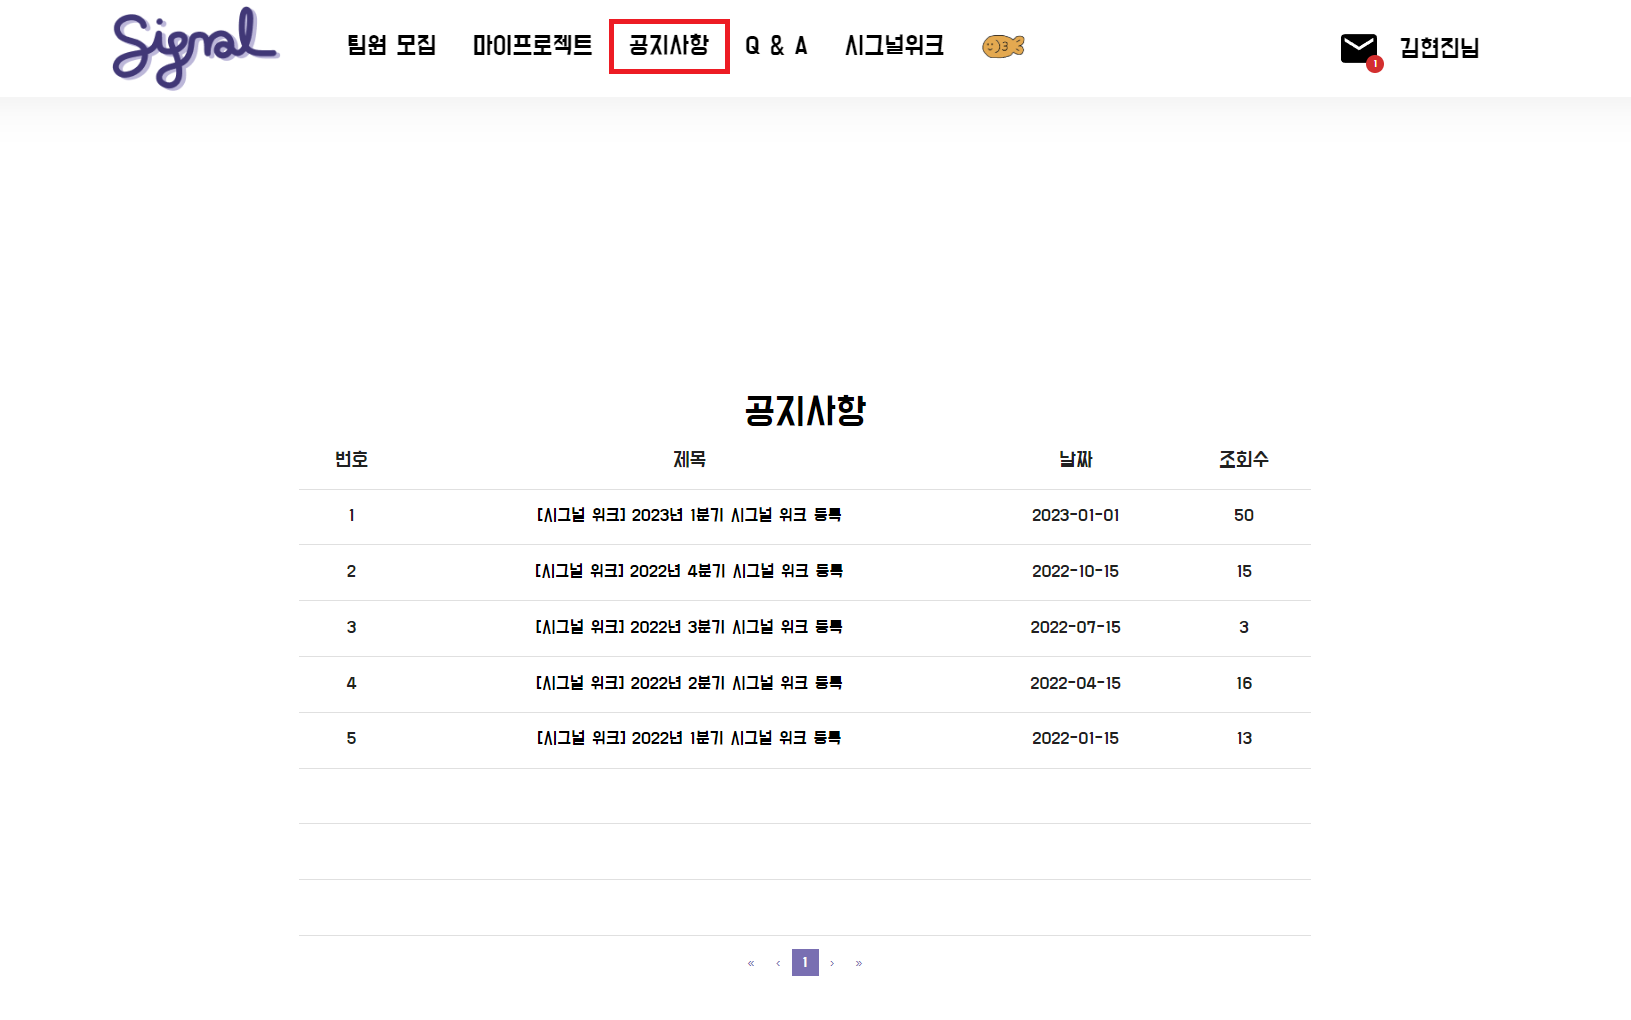 Signal 팀원 모집 마이프로젝트 공지사항 Q & A 시그널위크 1 김현진님
공지사항
번호 제목 날짜 조회수
1 [시그널 위크] 2023년 1분기 시그널 위크 등록 2023-01-01 50
2 [시그널 위크] 2022년 4분기 시그널 위크 등록 2022-10-15 15
3 [시그널 위크] 2022년 3분기 시그널 위크 등록 2022-07-15 3
4 [시그널 위크] 2022년 2분기 시그널 위크 등록 2022-04-15 16
5 [시그널 위크] 2022년 1분기 시그널 위크 등록 2022-01-15 13
« ‹ 1 › »